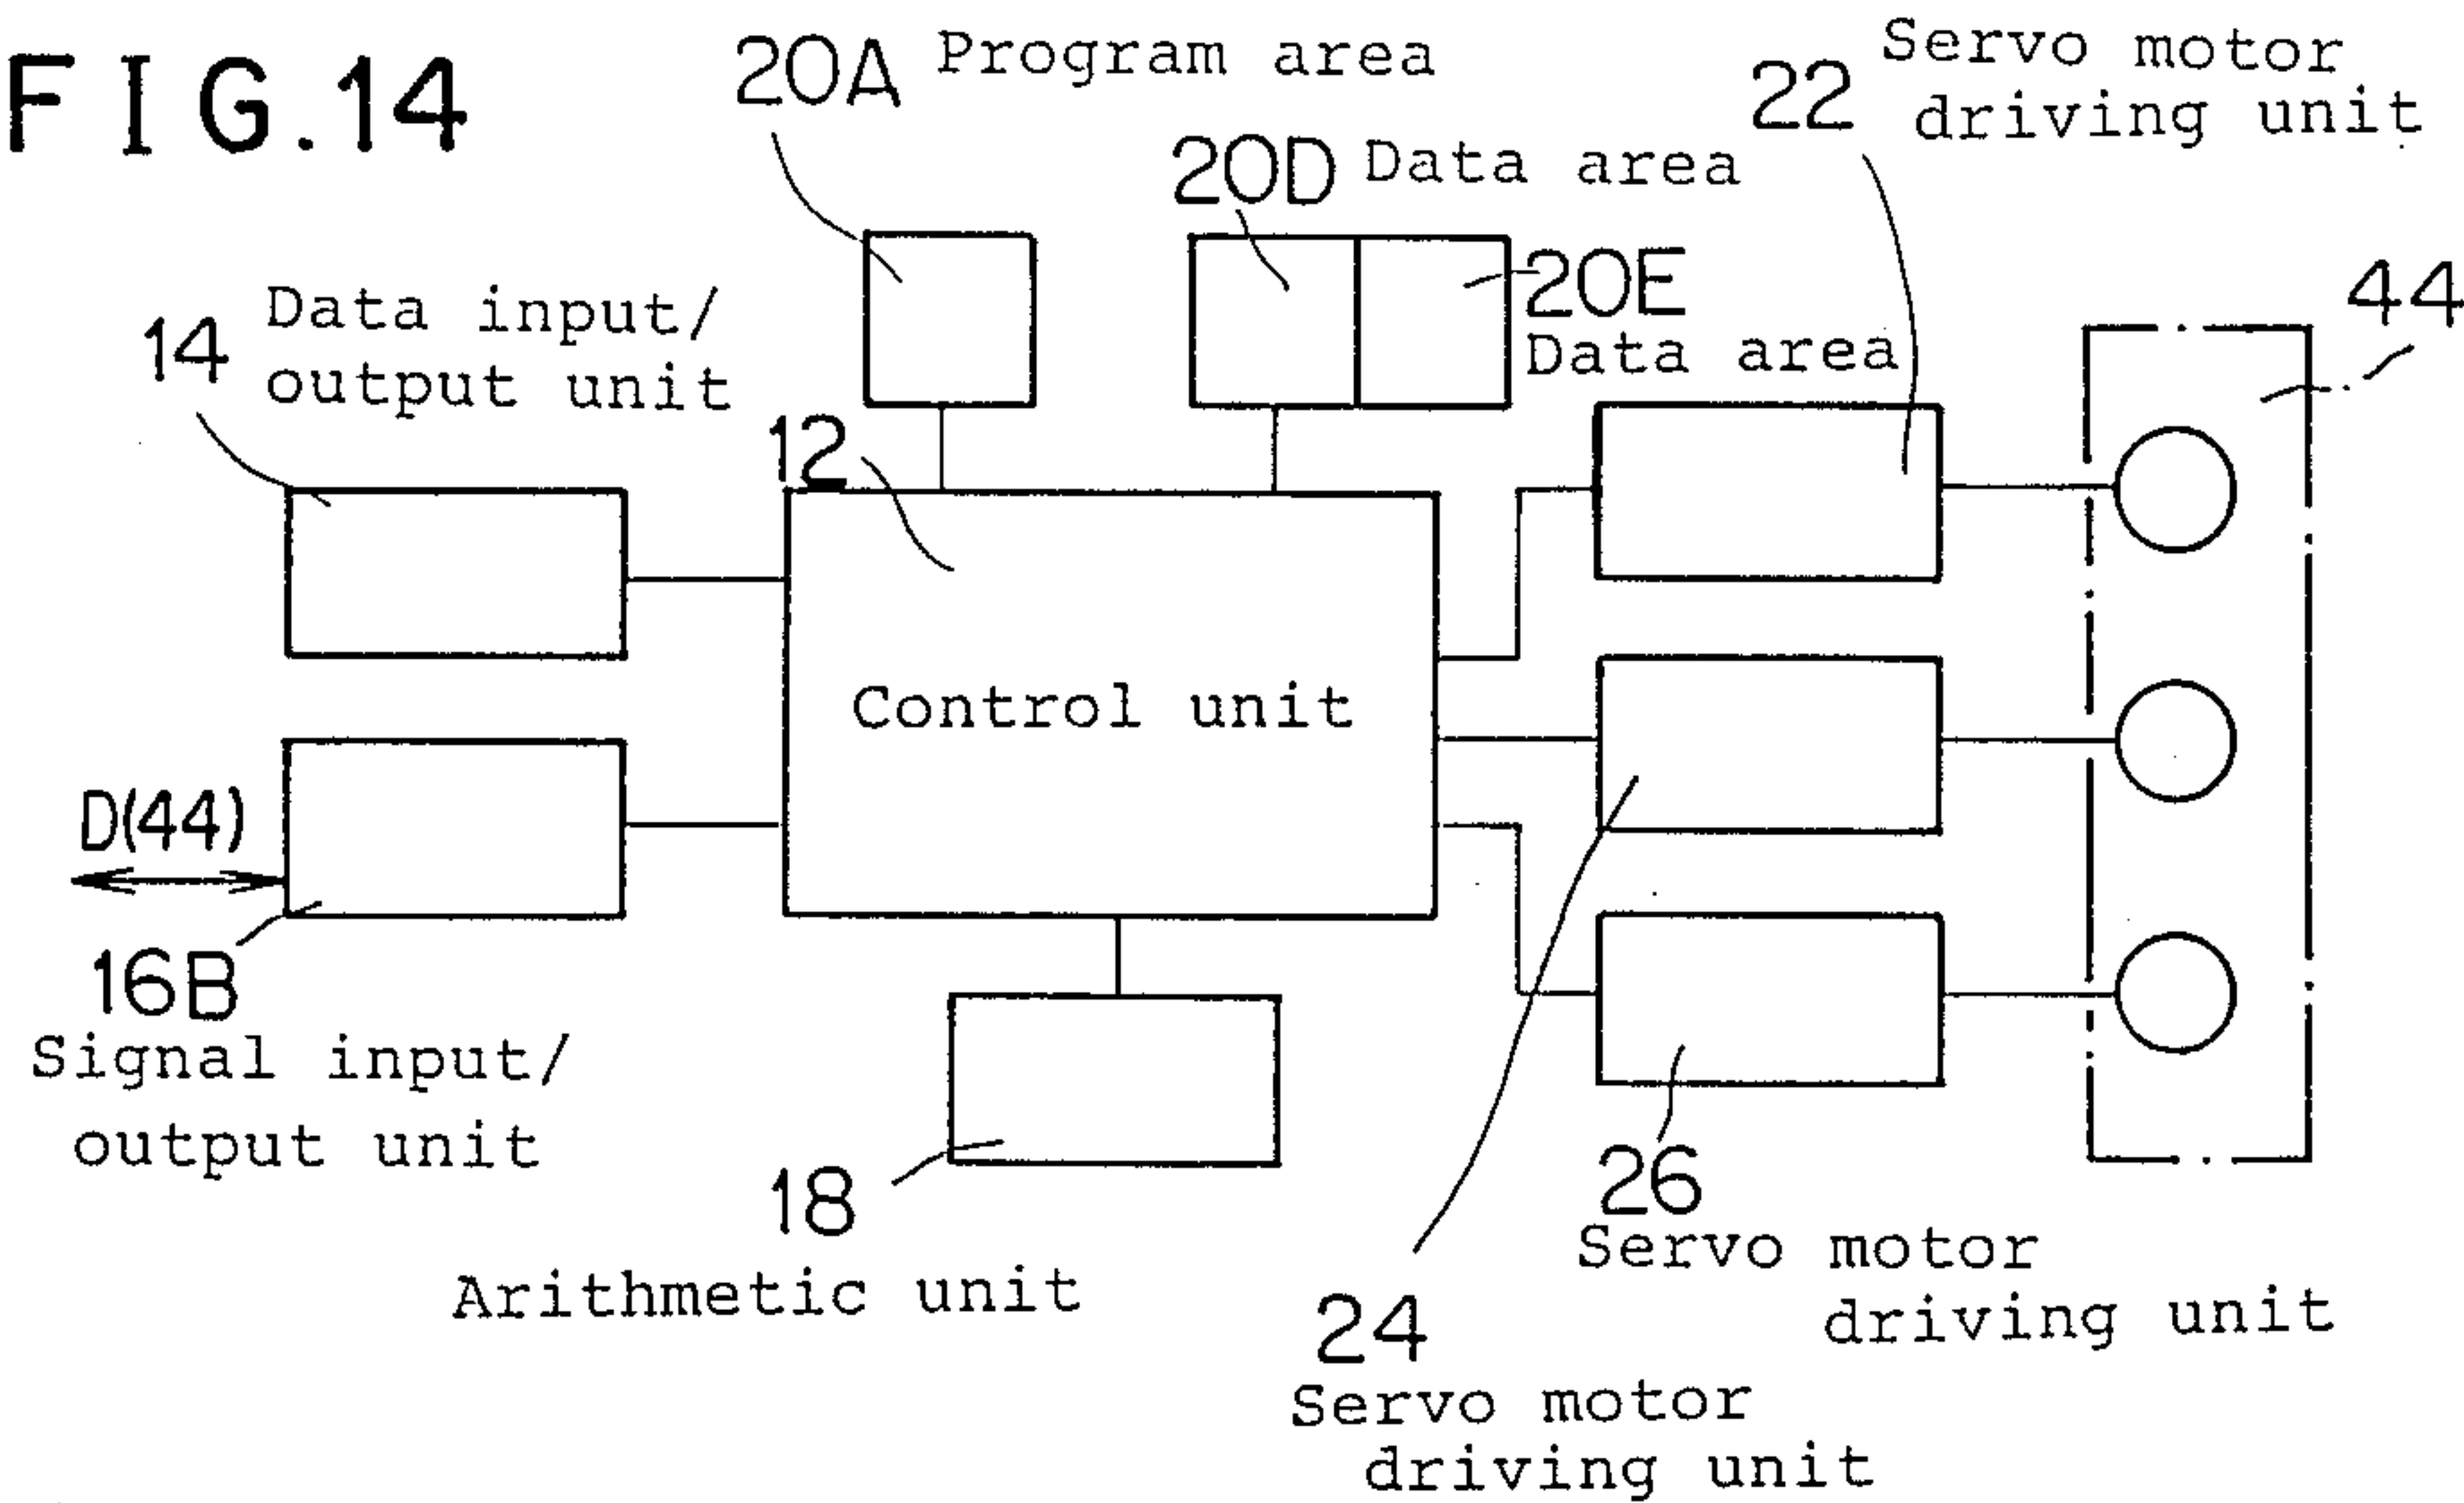 FIG.14
20A Program area
22 Servo motor
driving unit
20D Data area
20E
Data area
44
14 Data input/
output unit
12
Control unit
D(44)
16B
Signal input/
output unit
18
Arithmetic unit
26
Servo motor
driving unit
24
Servo motor
driving unit